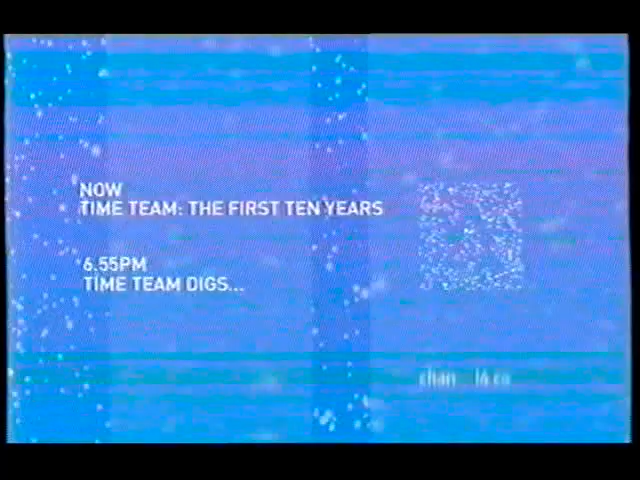 NOW
TIME TEAM: THE FIRST TEN YEARS
6.55PM
TIME TEAM DIGS...